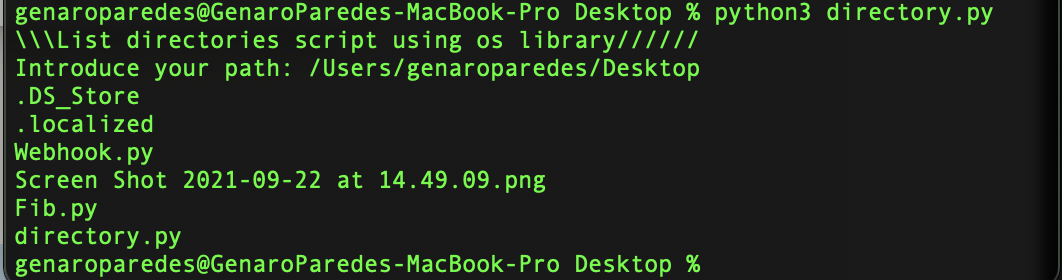 genaroparedes@GenaroParedes-MacBook-Pro Desktop % python3 directory.py
\\\List directories script using os library//////
Introduce your path: /Users/genaroparedes/Desktop
.DS_Store
.localized
Webhook.py
Screen Shot 2021-09-22 at 14.49.09.png
Fib.py
directory.py
genaroparedes@GenaroParedes-MacBook-Pro Desktop %